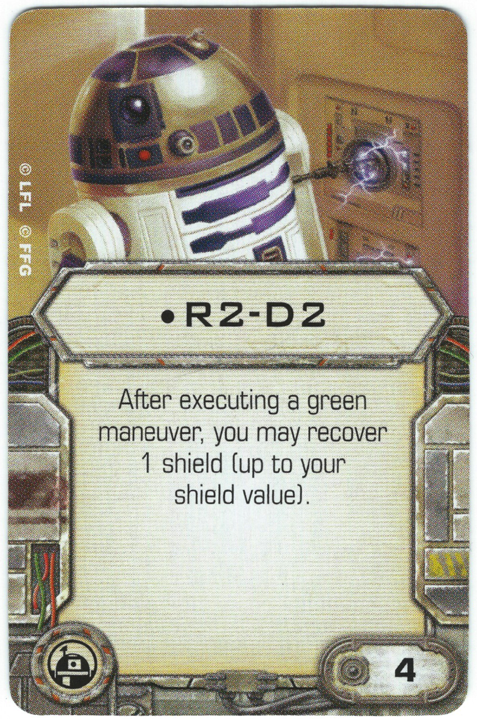 © LFL © FFG
•R2-D2
After executing a green
maneuver, you may recover
1 shield (up to your
shield value).
4